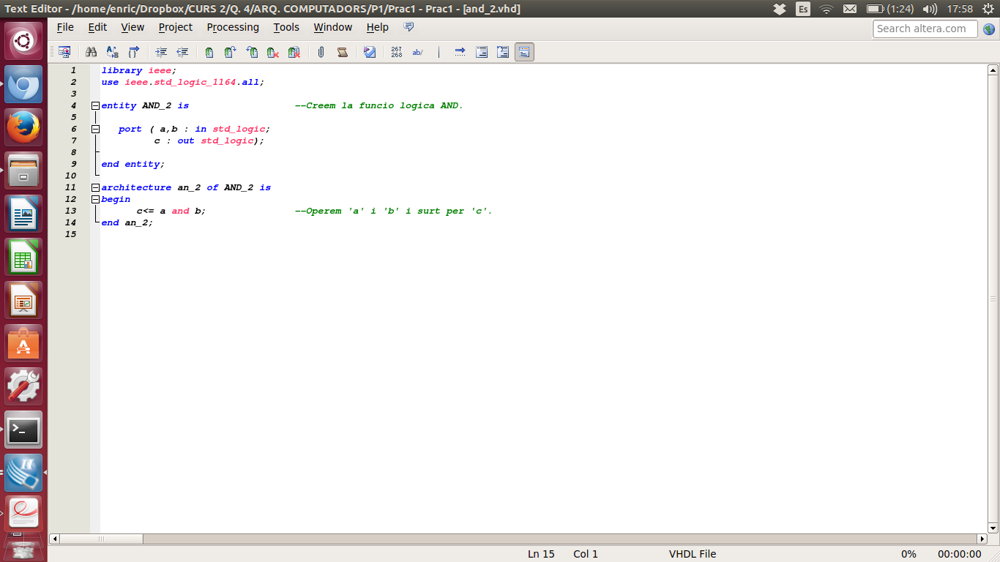 Text Editor - /home/enric/Dropbox/CURS 2/Q. 4/ARQ. COMPUTADORS/P1/Prac1 - Prac1 - [and_2.vhd]
Es
(1:24)
17:58
File Edit View Project Processing Tools Window Help
Search altera.com
267
268
ab/
1 library ieee;
2 use ieee.std_logic_1164.all;
3
4 entity AND_2 is --Creem la funcio logica AND.
5
6 port ( a,b : in std_logic;
7 c : out std_logic);
8
9 end entity;
10
11 architecture an_2 of AND_2 is
12 begin
13 c<= a and b; --Operem 'a' i 'b' i surt per 'c'.
14 end an_2;
15
Ln 15 Col 1 VHDL File 0% 00:00:00